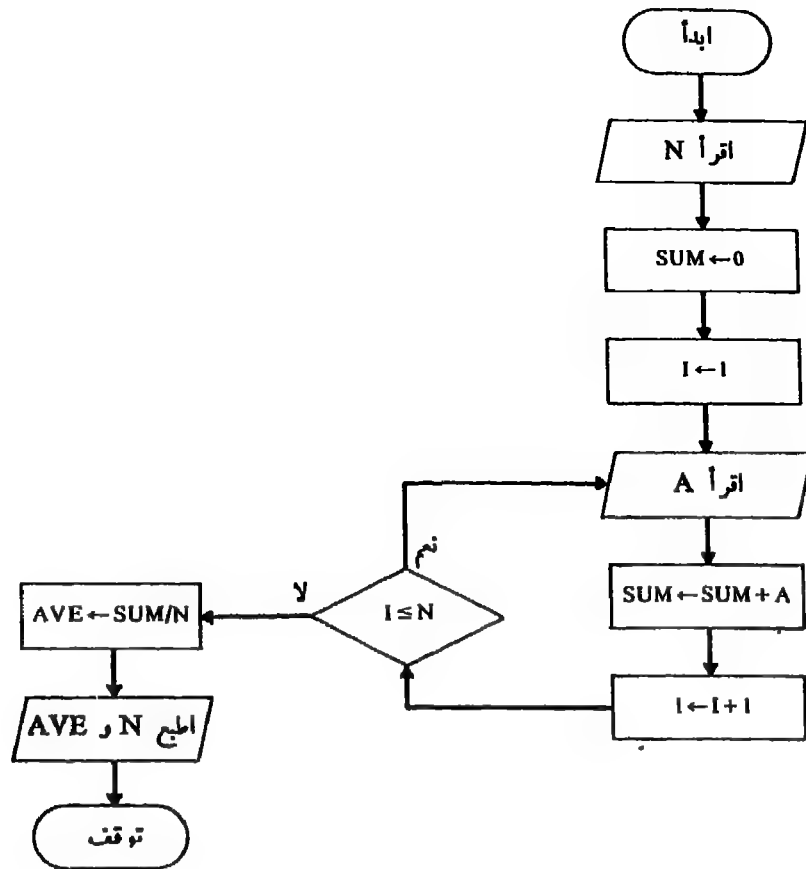 ابدأ
اقرأ N
SUM ← 0
I ← 1
اقرأ A
SUM ← SUM + A
I ← I + 1
I ≤ N
نعم
لا
AVE ← SUM/N
اطبع N و AVE
توقف